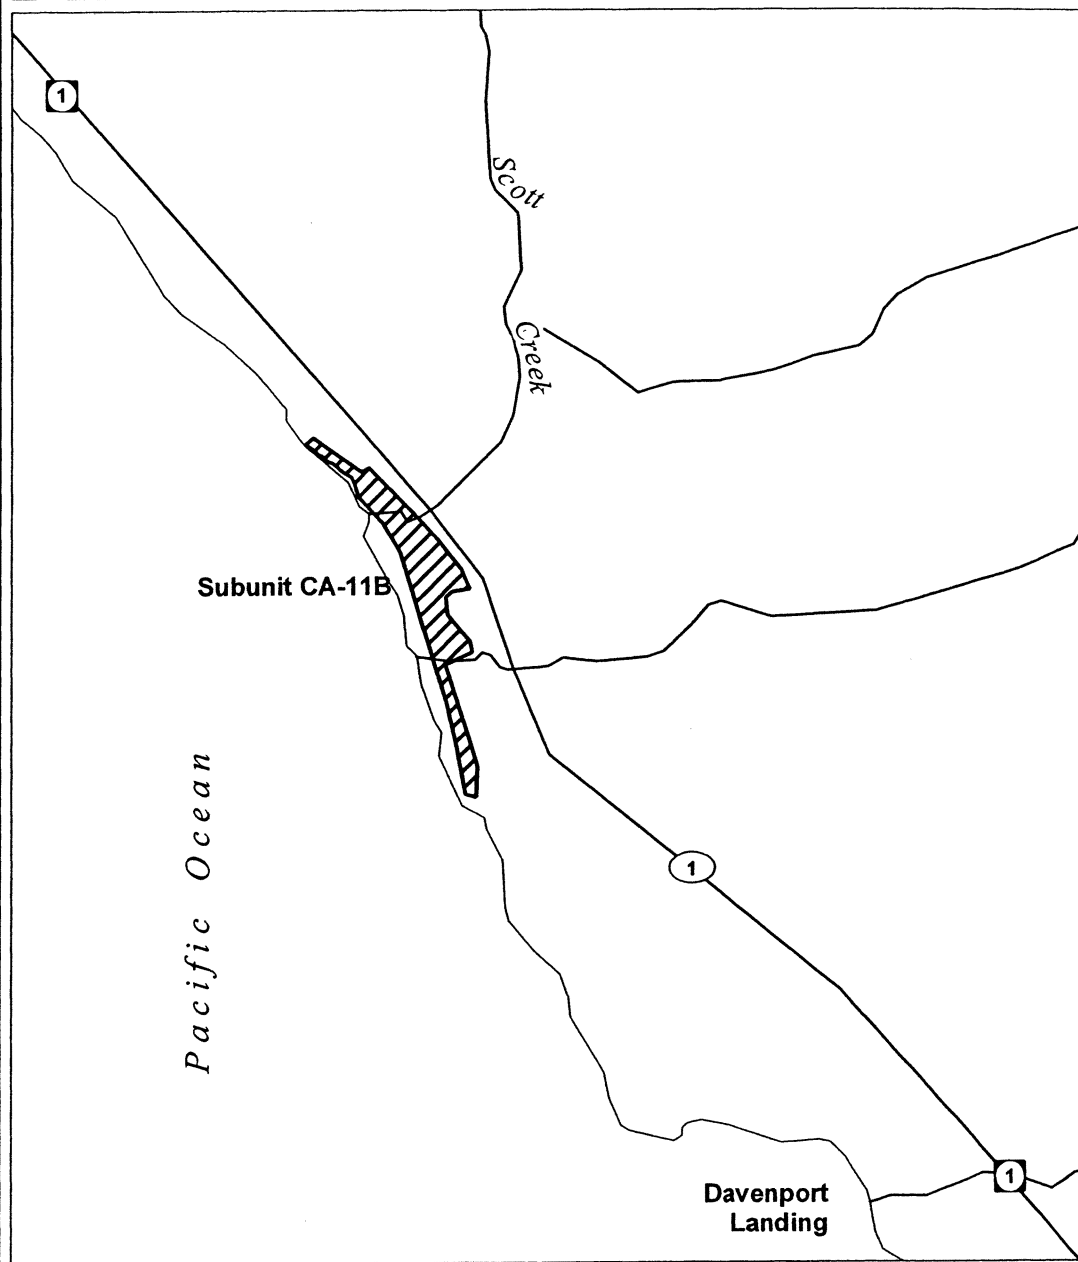 1
Scott
Creek
Subunit CA-11B
Pacific Ocean
1
1
Davenport
Landing